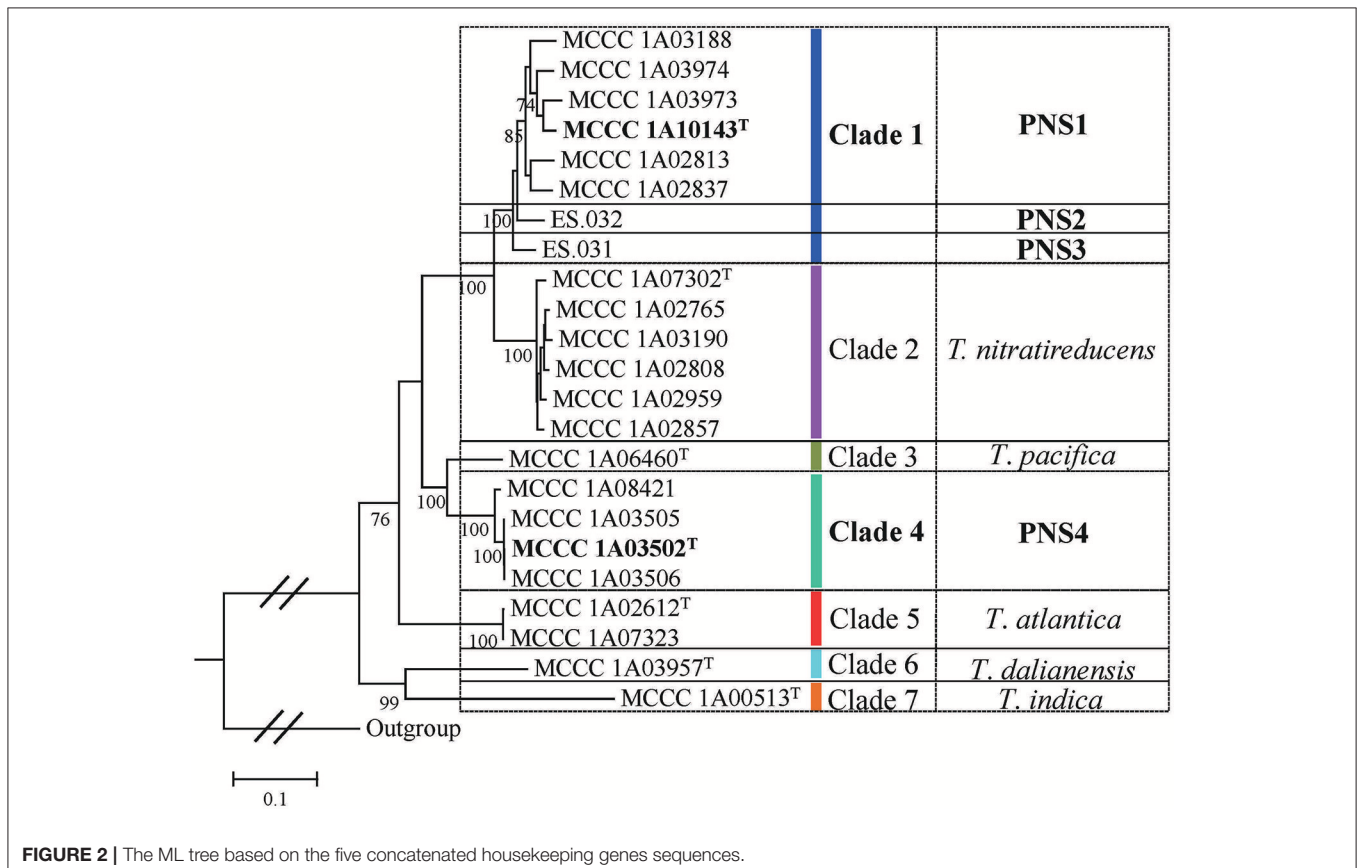 MCCC 1A03188
MCCC 1A03974
74
MCCC 1A03973
MCCC 1A10143ᵀ
Clade 1
PNS1
85
MCCC 1A02813
MCCC 1A02837
100
ES.032
PNS2
ES.031
PNS3
100
MCCC 1A07302ᵀ
MCCC 1A02765
MCCC 1A03190
100
Clade 2
T. nitratireducens
MCCC 1A02808
MCCC 1A02959
MCCC 1A02857
MCCC 1A06460ᵀ
Clade 3
T. pacifica
100
MCCC 1A08421
100
MCCC 1A03505
76
Clade 4
PNS4
100
MCCC 1A03502ᵀ
MCCC 1A03506
MCCC 1A02612ᵀ
Clade 5
T. atlantica
100
MCCC 1A07323
MCCC 1A03957ᵀ
Clade 6
T. dalianensis
99
MCCC 1A00513ᵀ
Clade 7
T. indica
Outgroup
0.1
FIGURE 2 | The ML tree based on the five concatenated housekeeping genes sequences.